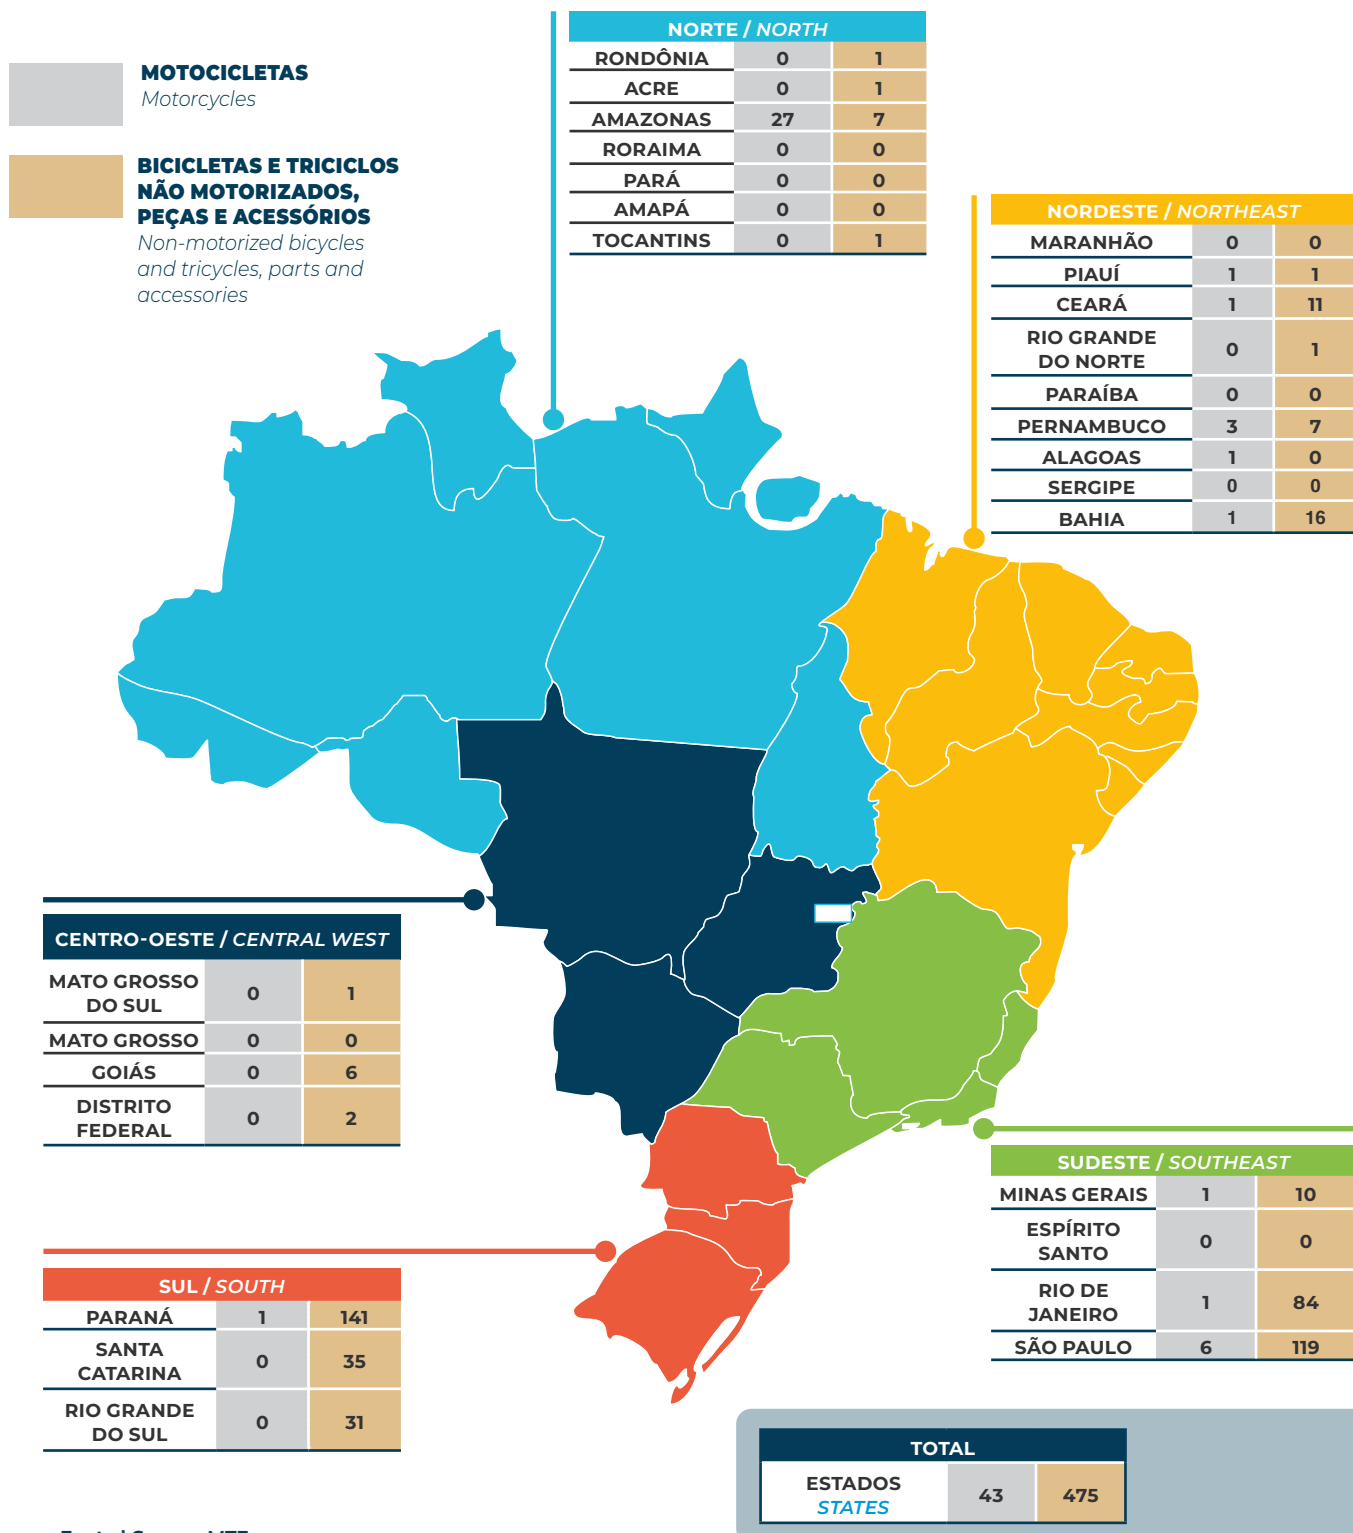 MOTOCICLETAS
Motorcycles
BICICLETAS E TRICICLOS
NÃO MOTORIZADOS,
PEÇAS E ACESSÓRIOS
Non-motorized bicycles
and tricycles, parts and
accessories
NORTE / NORTH
RONDÔNIA 0 1
ACRE 0 1
AMAZONAS 27 7
RORAIMA 0 0
PARÁ 0 0
AMAPÁ 0 0
TOCANTINS 0 1
NORDESTE / NORTHEAST
MARANHÃO 0 0
PIAUÍ 1 1
CEARÁ 1 11
RIO GRANDE
DO NORTE 0 1
PARAÍBA 0 0
PERNAMBUCO 3 7
ALAGOAS 1 0
SERGIPE 0 0
BAHIA 1 16
CENTRO-OESTE / CENTRAL WEST
MATO GROSSO
DO SUL 0 1
MATO GROSSO 0 0
GOIÁS 0 6
DISTRITO
FEDERAL 0 2
SUDESTE / SOUTHEAST
MINAS GERAIS 1 10
ESPÍRITO
SANTO 0 0
RIO DE
JANEIRO 1 84
SÃO PAULO 6 119
SUL / SOUTH
PARANÁ 1 141
SANTA
CATARINA 0 35
RIO GRANDE
DO SUL 0 31
TOTAL
ESTADOS
STATES 43 475